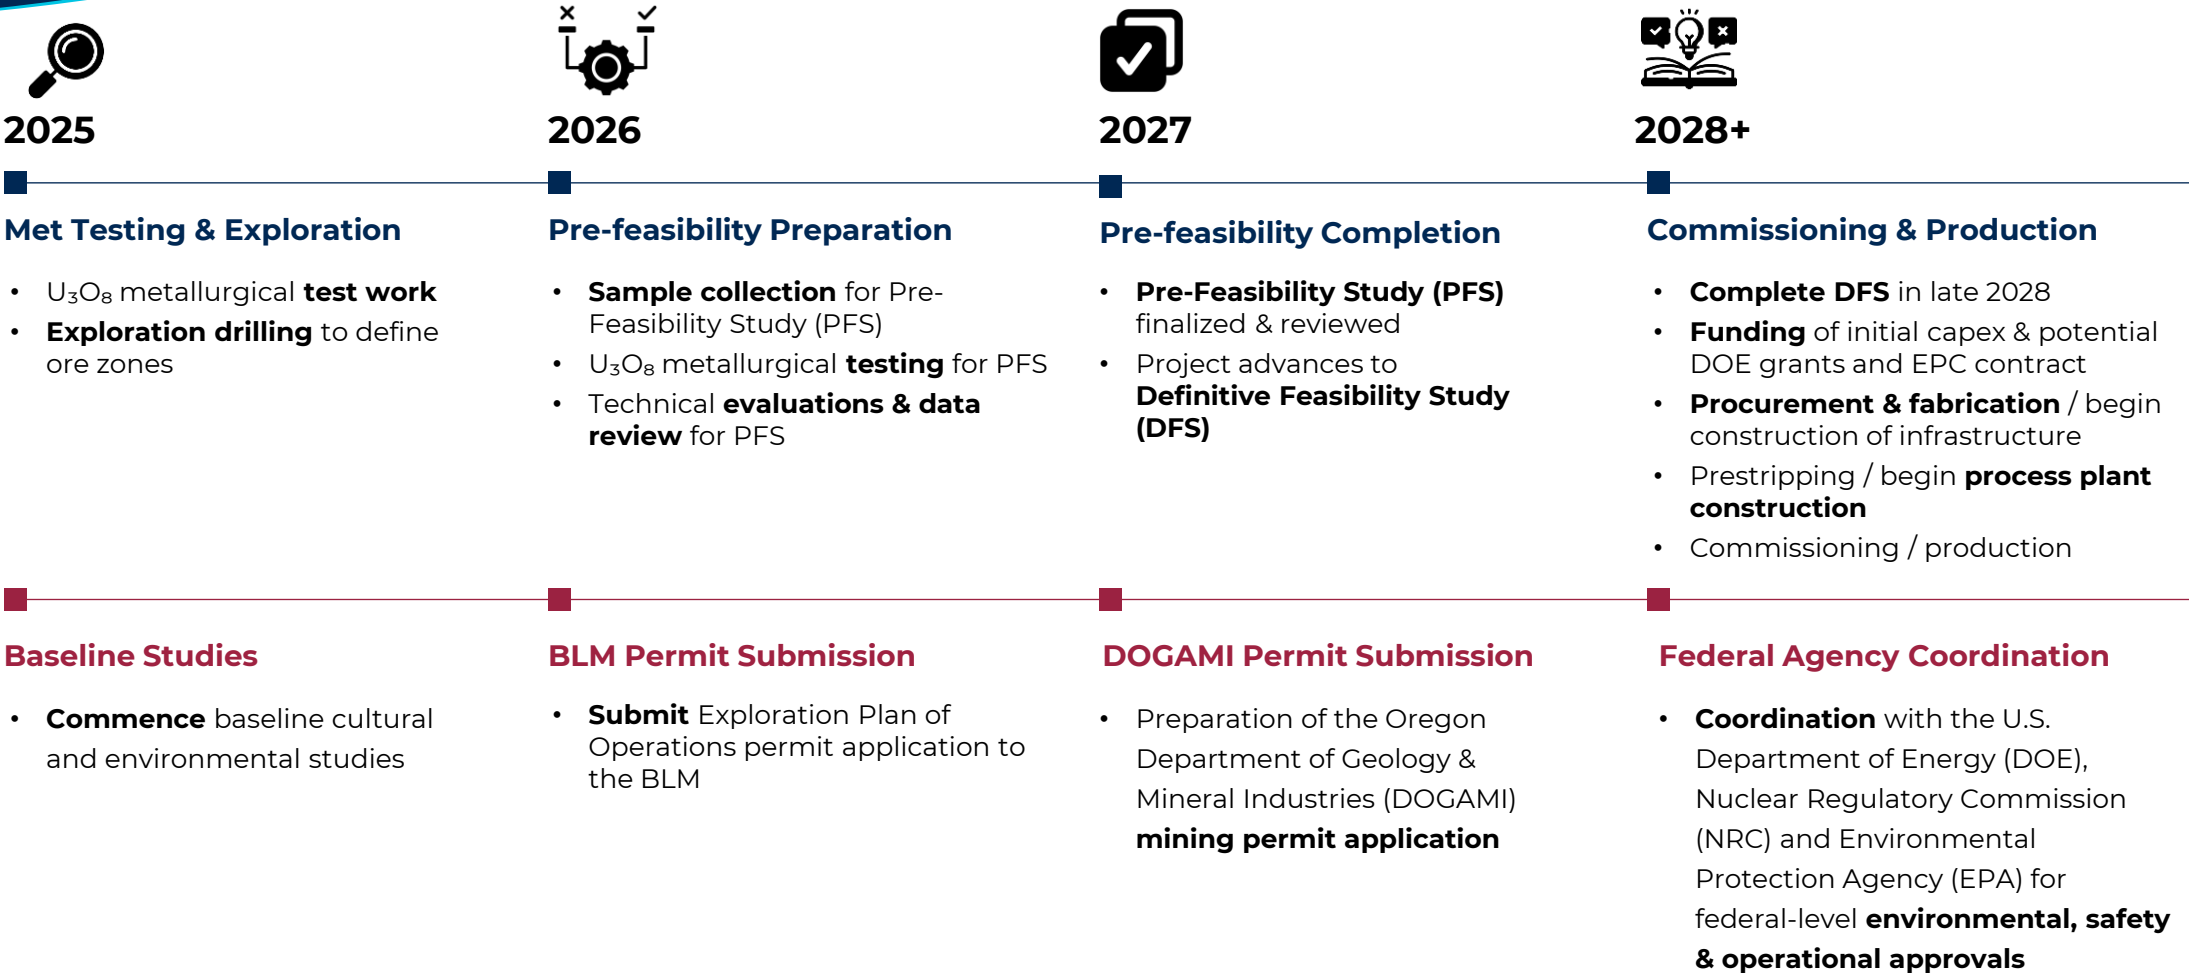 2025
2026
2027
2028+
Met Testing & Exploration
• U₃O₈ metallurgical test work
• Exploration drilling to define
ore zones
Pre-feasibility Preparation
• Sample collection for Pre-
Feasibility Study (PFS)
• U₃O₈ metallurgical testing for PFS
• Technical evaluations & data
review for PFS
Pre-feasibility Completion
• Pre-Feasibility Study (PFS)
finalized & reviewed
• Project advances to
Definitive Feasibility Study
(DFS)
Commissioning & Production
• Complete DFS in late 2028
• Funding of initial capex & potential
DOE grants and EPC contract
• Procurement & fabrication / begin
construction of infrastructure
• Prestripping / begin process plant
construction
• Commissioning / production
Baseline Studies
• Commence baseline cultural
and environmental studies
BLM Permit Submission
• Submit Exploration Plan of
Operations permit application to
the BLM
DOGAMI Permit Submission
• Preparation of the Oregon
Department of Geology &
Mineral Industries (DOGAMI)
mining permit application
Federal Agency Coordination
• Coordination with the U.S.
Department of Energy (DOE),
Nuclear Regulatory Commission
(NRC) and Environmental
Protection Agency (EPA) for
federal-level environmental, safety
& operational approvals